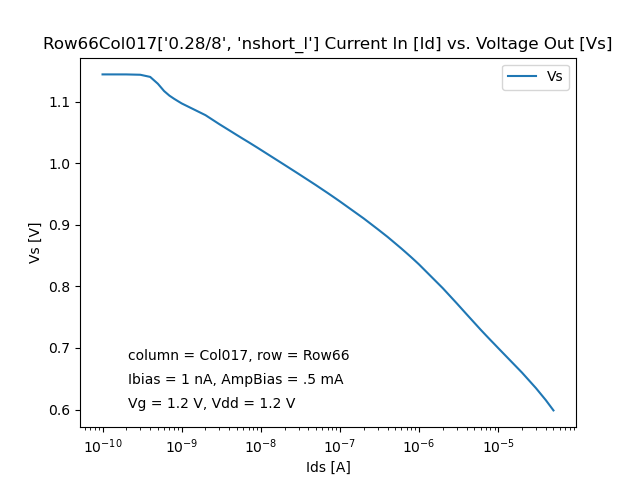 Row66Col017['0.28/8', 'nshort_l'] Current In [Id] vs. Voltage Out [Vs]
Vs
1.1
1.0
0.9
0.8
0.7
0.6
Vs [V]
column = Col017, row = Row66
Ibias = 1 nA, AmpBias = .5 mA
Vg = 1.2 V, Vdd = 1.2 V
10⁻¹⁰ 10⁻⁹ 10⁻⁸ 10⁻⁷ 10⁻⁶ 10⁻⁵
Ids [A]